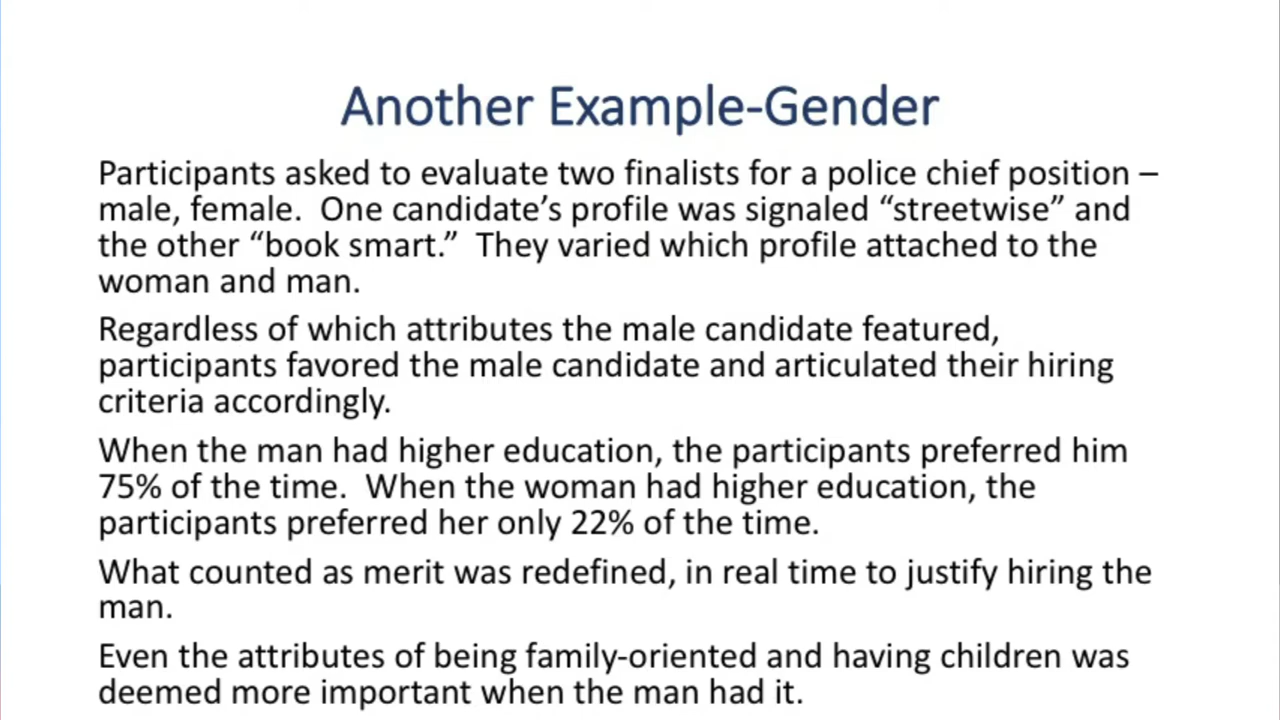 Another Example-Gender
Participants asked to evaluate two finalists for a police chief position –
male, female.  One candidate’s profile was signaled “streetwise” and
the other “book smart.”  They varied which profile attached to the
woman and man.
Regardless of which attributes the male candidate featured,
participants favored the male candidate and articulated their hiring
criteria accordingly.
When the man had higher education, the participants preferred him
75% of the time.  When the woman had higher education, the
participants preferred her only 22% of the time.
What counted as merit was redefined, in real time to justify hiring the
man.
Even the attributes of being family-oriented and having children was
deemed more important when the man had it.